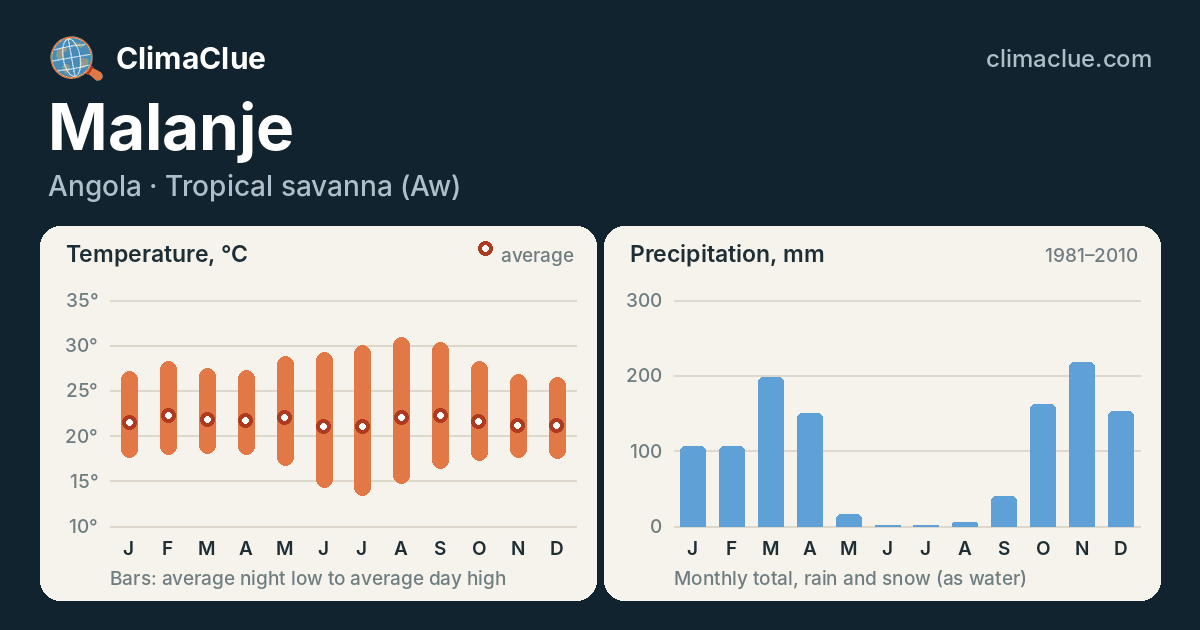 ClimaClue
climaclue.com
Malanje
Angola · Tropical savanna (Aw)
Temperature, °C
average
35°
30°
25°
20°
15°
10°
J F M A M J J A S O N D
Bars: average night low to average day high
Precipitation, mm
1981–2010
300
200
100
0
J F M A M J J A S O N D
Monthly total, rain and snow (as water)